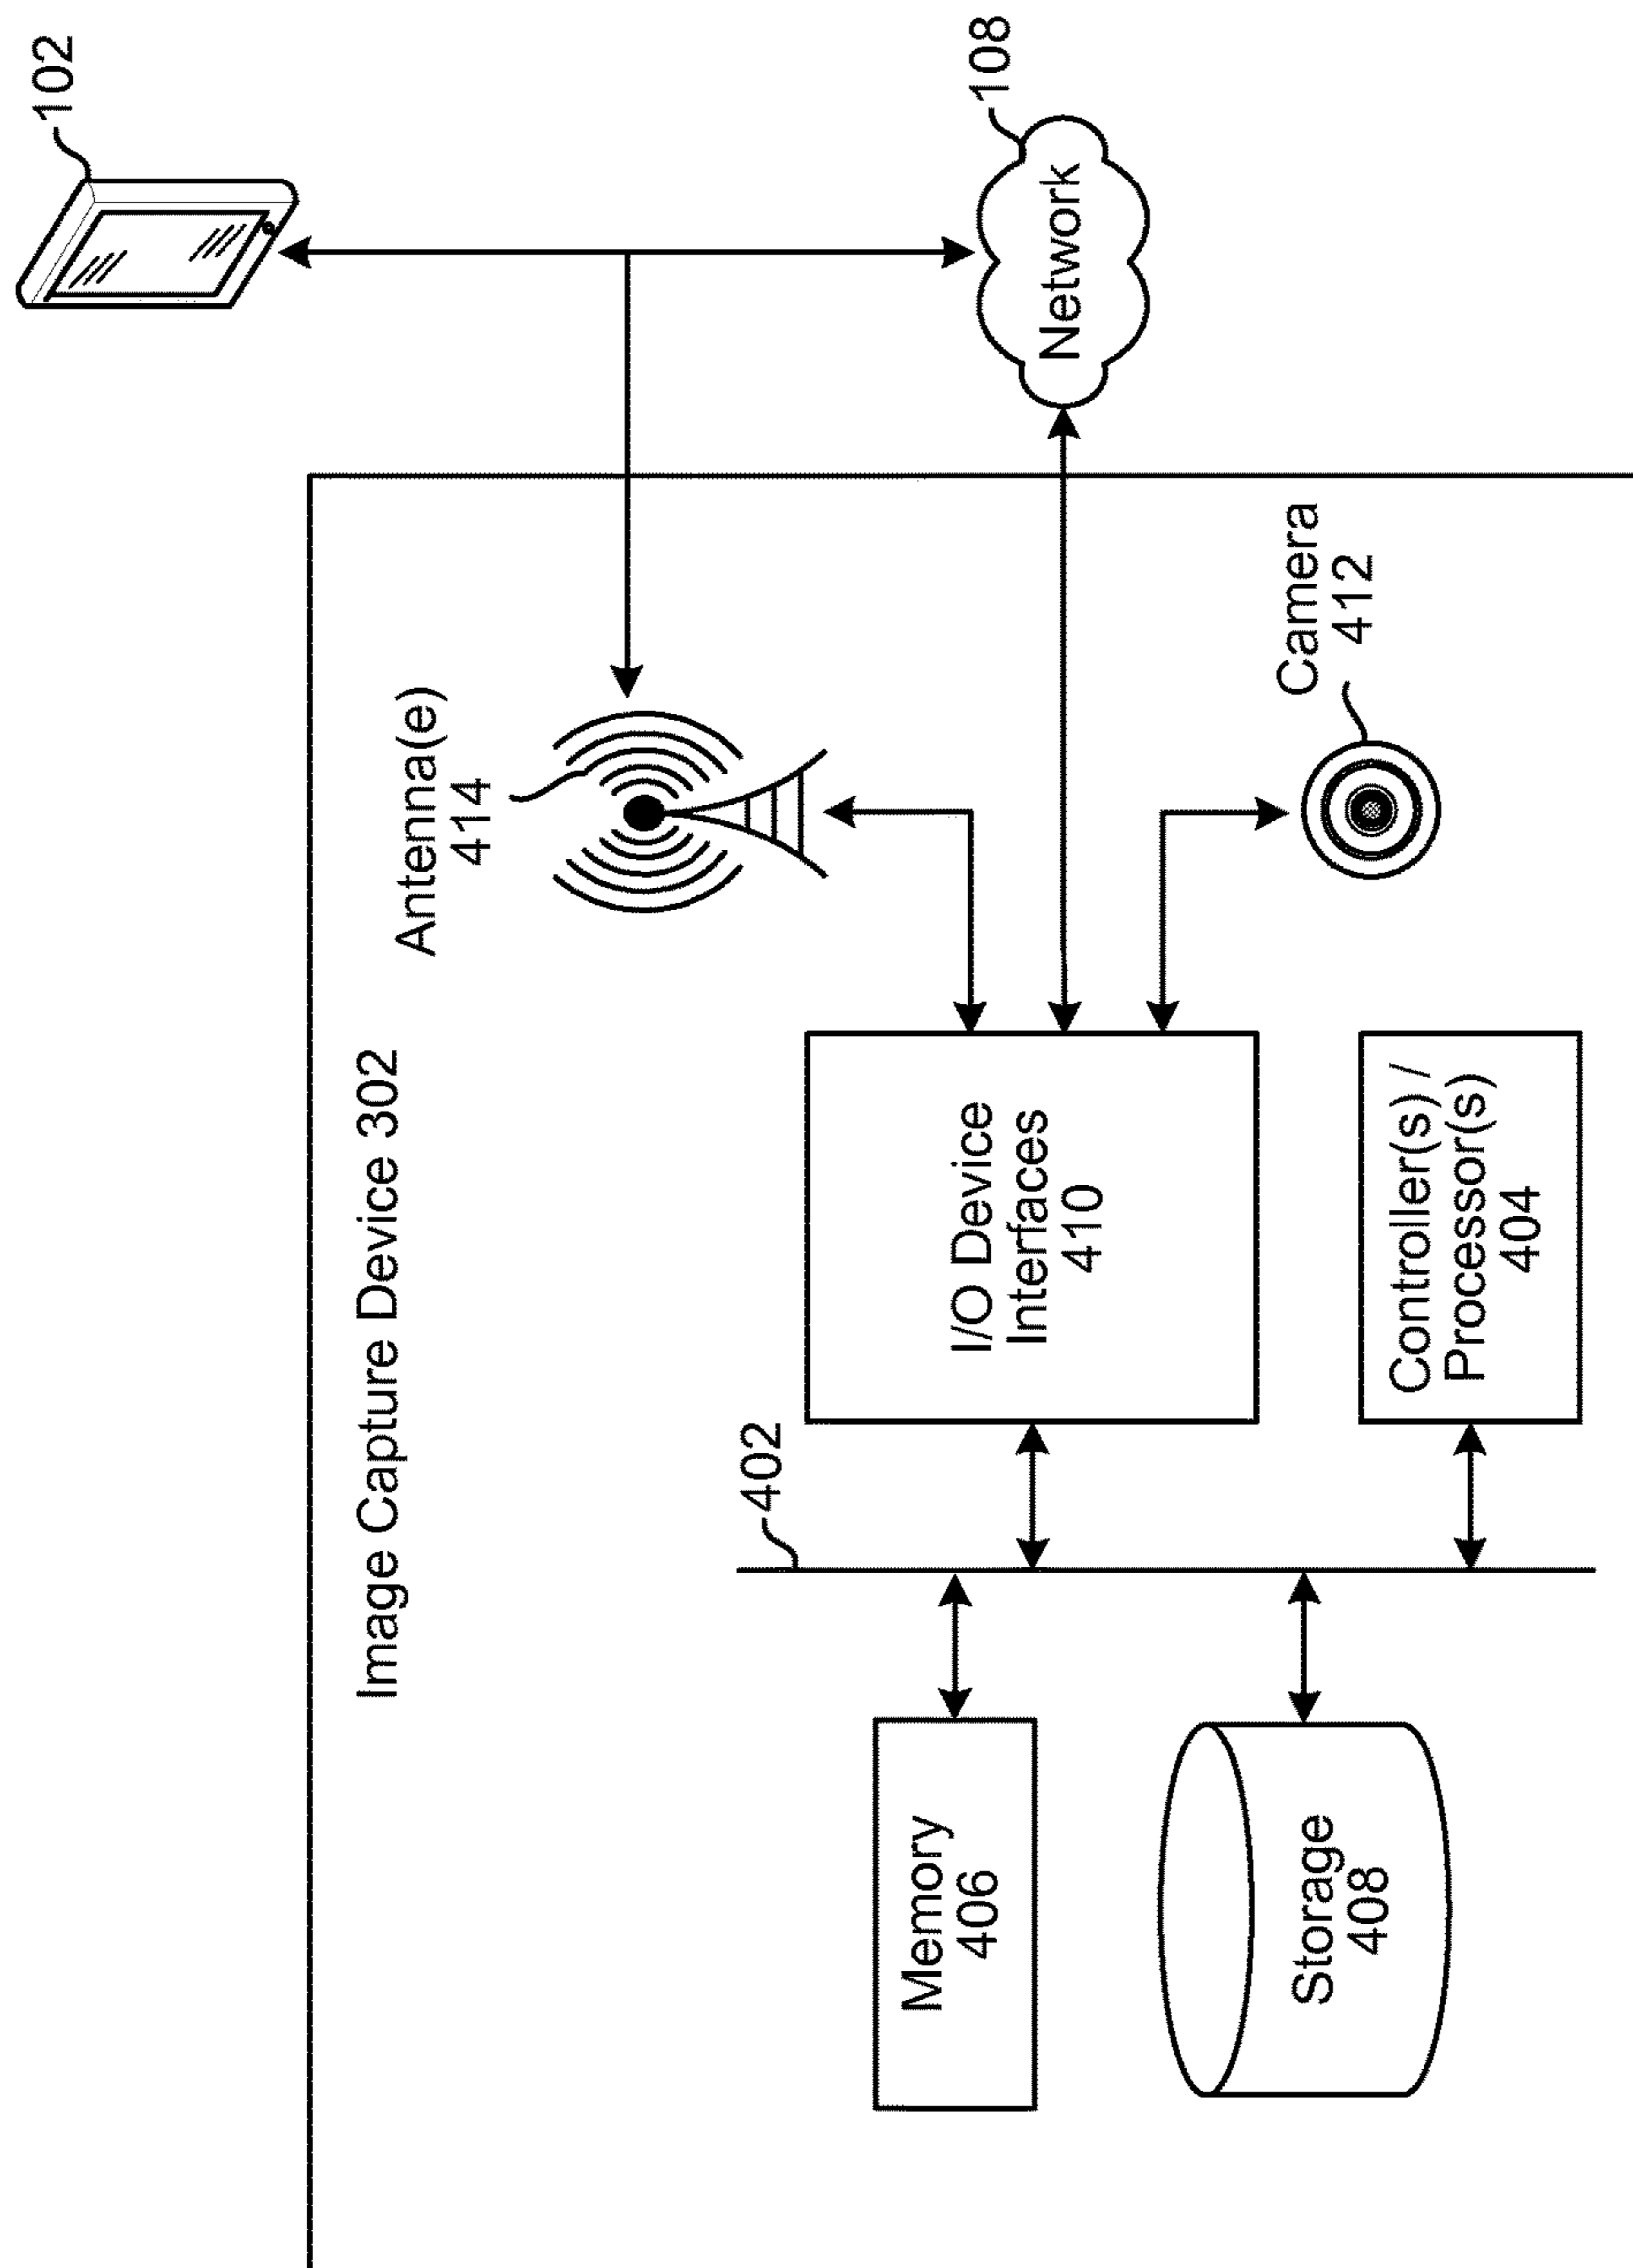 Image Capture Device 302
102
Antenna(e)
414
402
Memory
406
I/O Device
Interfaces
410
Network
108
Storage
408
Controller(s) /
Processor(s)
404
Camera
412